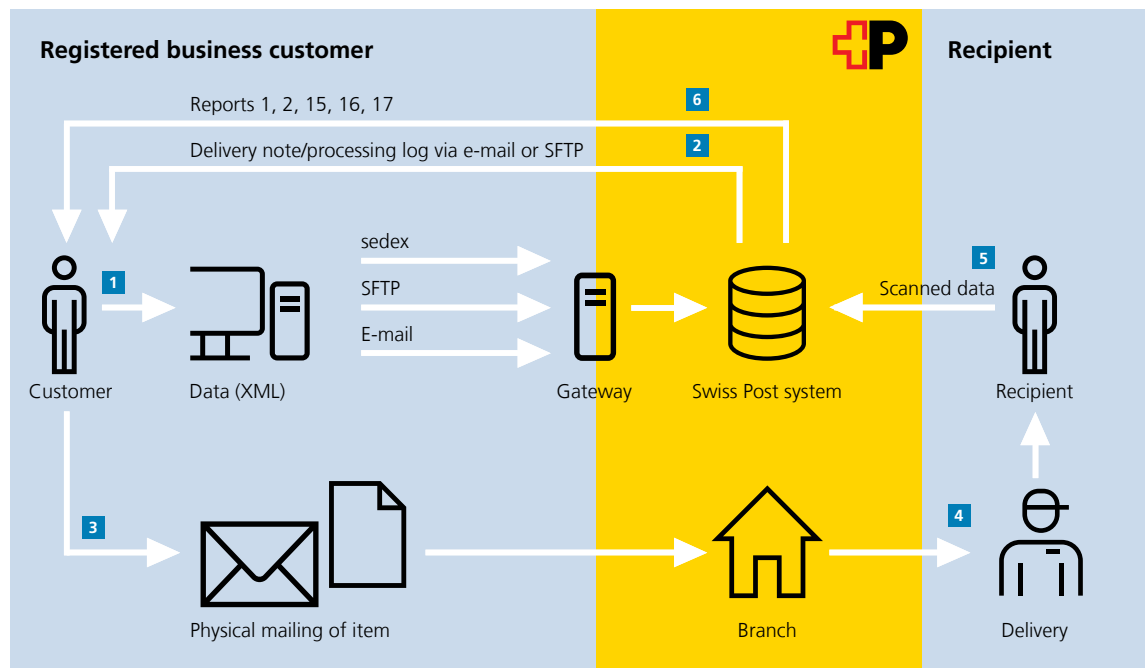 Registered business customer
P
Recipient
Reports 1, 2, 15, 16, 17
6
Delivery note/processing log via e-mail or SFTP
2
sedex
1
SFTP
5
Scanned data
E-mail
Customer
Data (XML)
Gateway
Swiss Post system
Recipient
3
4
Physical mailing of item
Branch
Delivery